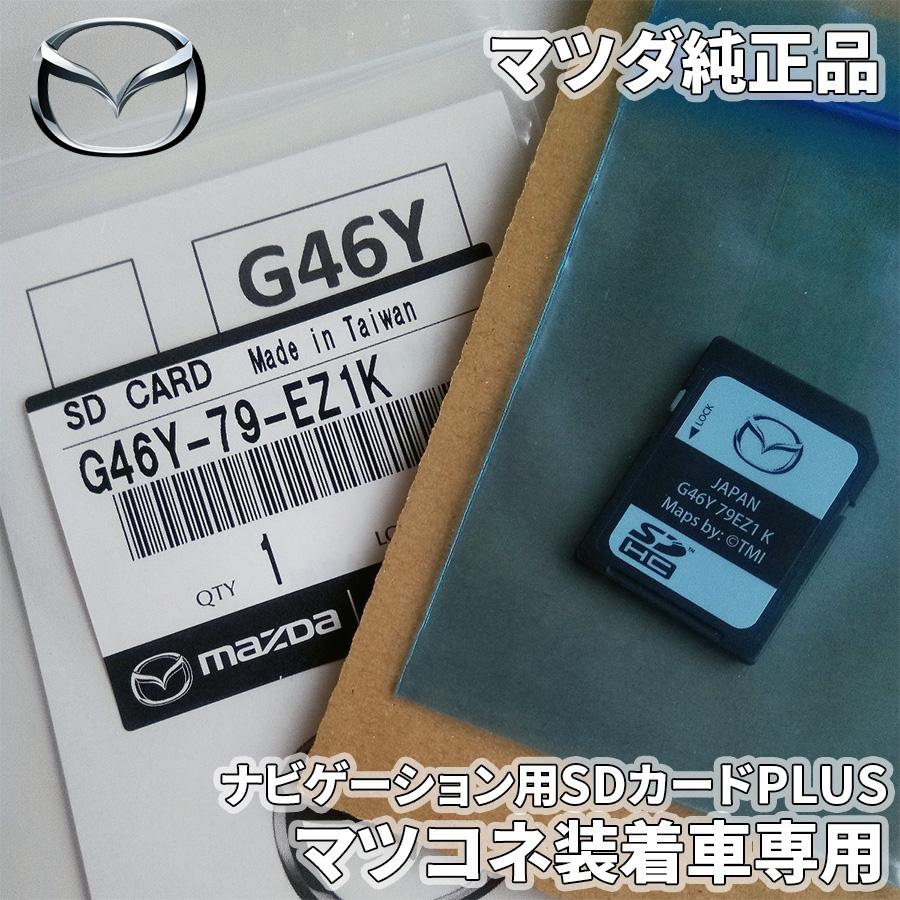 マツダ純正品
G46Y
SD CARD Made in Taiwan
G46Y-79-EZ1K
QTY 1
mazda
LOCK
JAPAN
G46Y 79EZ1 K
Maps by: ©TMI
SD
HC
ナビゲーション用SDカードPLUS
マツコネ装着車専用